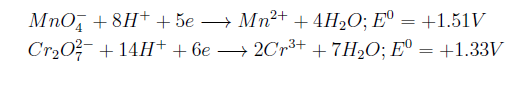 MnO₄⁻ + 8H⁺ + 5e ⟶ Mn²⁺ + 4H₂O; E⁰ = +1.51V
Cr₂O₇²⁻ + 14H⁺ + 6e ⟶ 2Cr³⁺ + 7H₂O; E⁰ = +1.33V